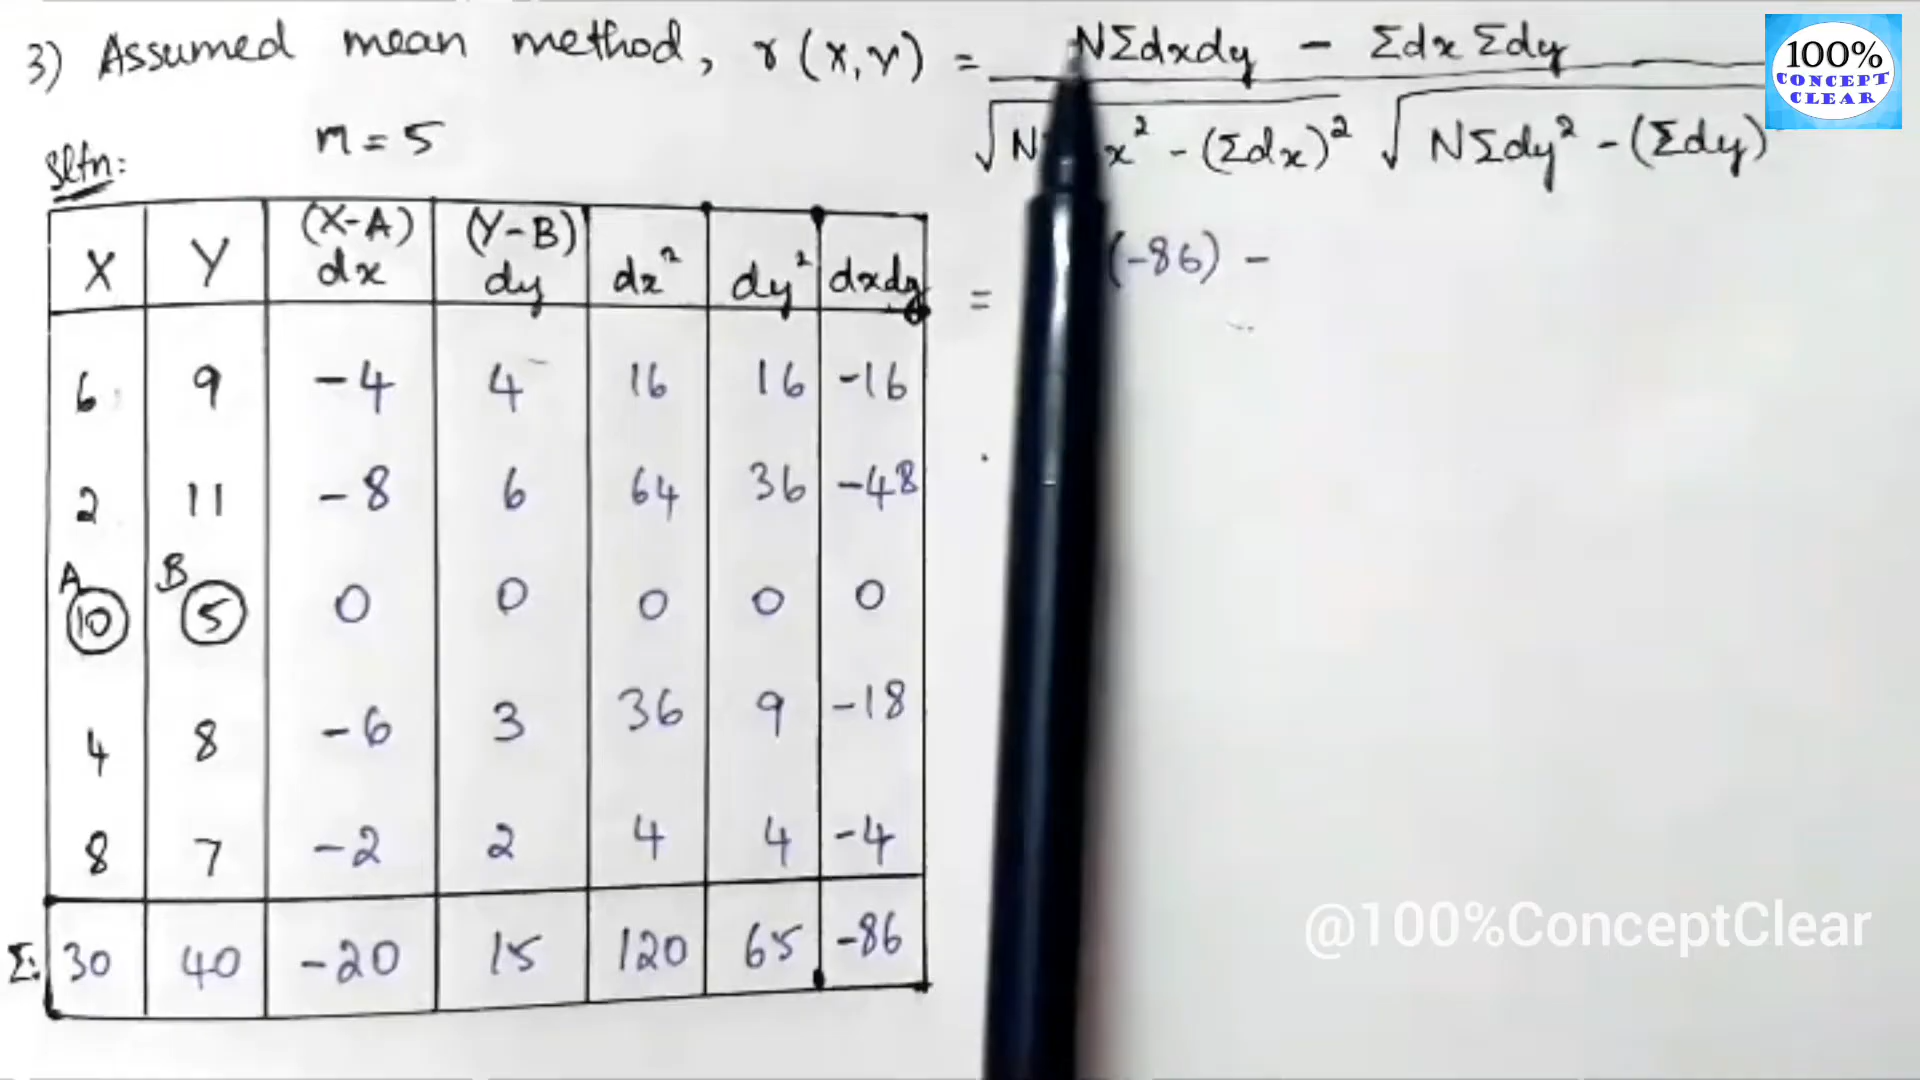 3) Assumed mean method, r(X,Y) = NΣdxdy - Σdx Σdy
√N x² - (Σdx)² √NΣdy² - (Σdy)
100%
CONCEPT
CLEAR
n = 5
Sltn:
X Y (X-A) dx (Y-B) dy dx² dy² dxdy
= (-86) -
6 9 -4 4 16 16 -16
2 11 -8 6 64 36 -48
A 10 B 5 0 0 0 0 0
4 8 -6 3 36 9 -18
8 7 -2 2 4 4 -4
Σ: 30 40 -20 15 120 65 -86
@100%ConceptClear